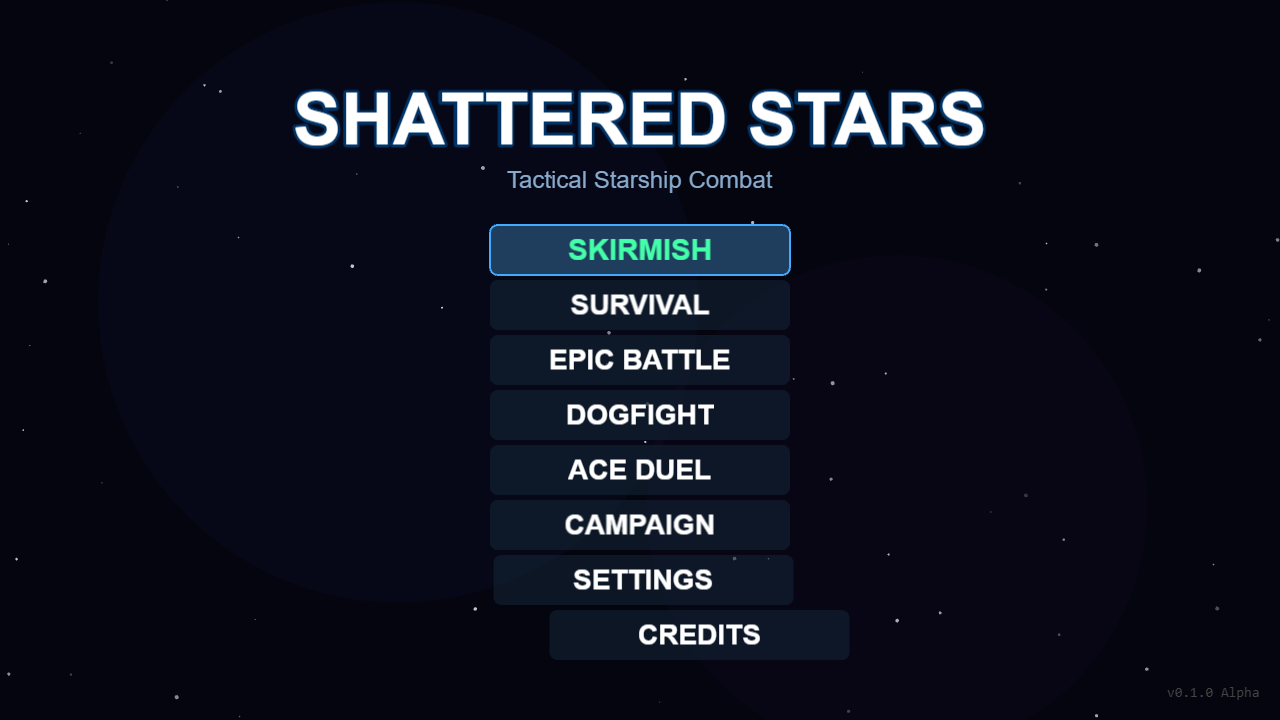 SHATTERED STARS
Tactical Starship Combat
SKIRMISH
SURVIVAL
EPIC BATTLE
DOGFIGHT
ACE DUEL
CAMPAIGN
SETTINGS
CREDITS
v0.1.0 Alpha